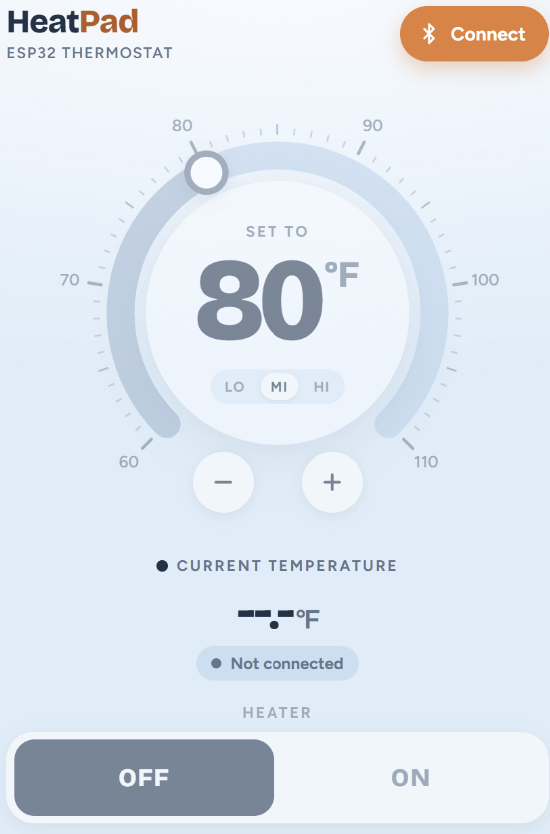 HeatPad
ESP32 THERMOSTAT
Connect
80
90
70
100
60
110
SET TO
80°F
LO MI HI
− +
CURRENT TEMPERATURE
--.-°F
Not connected
HEATER
OFF ON